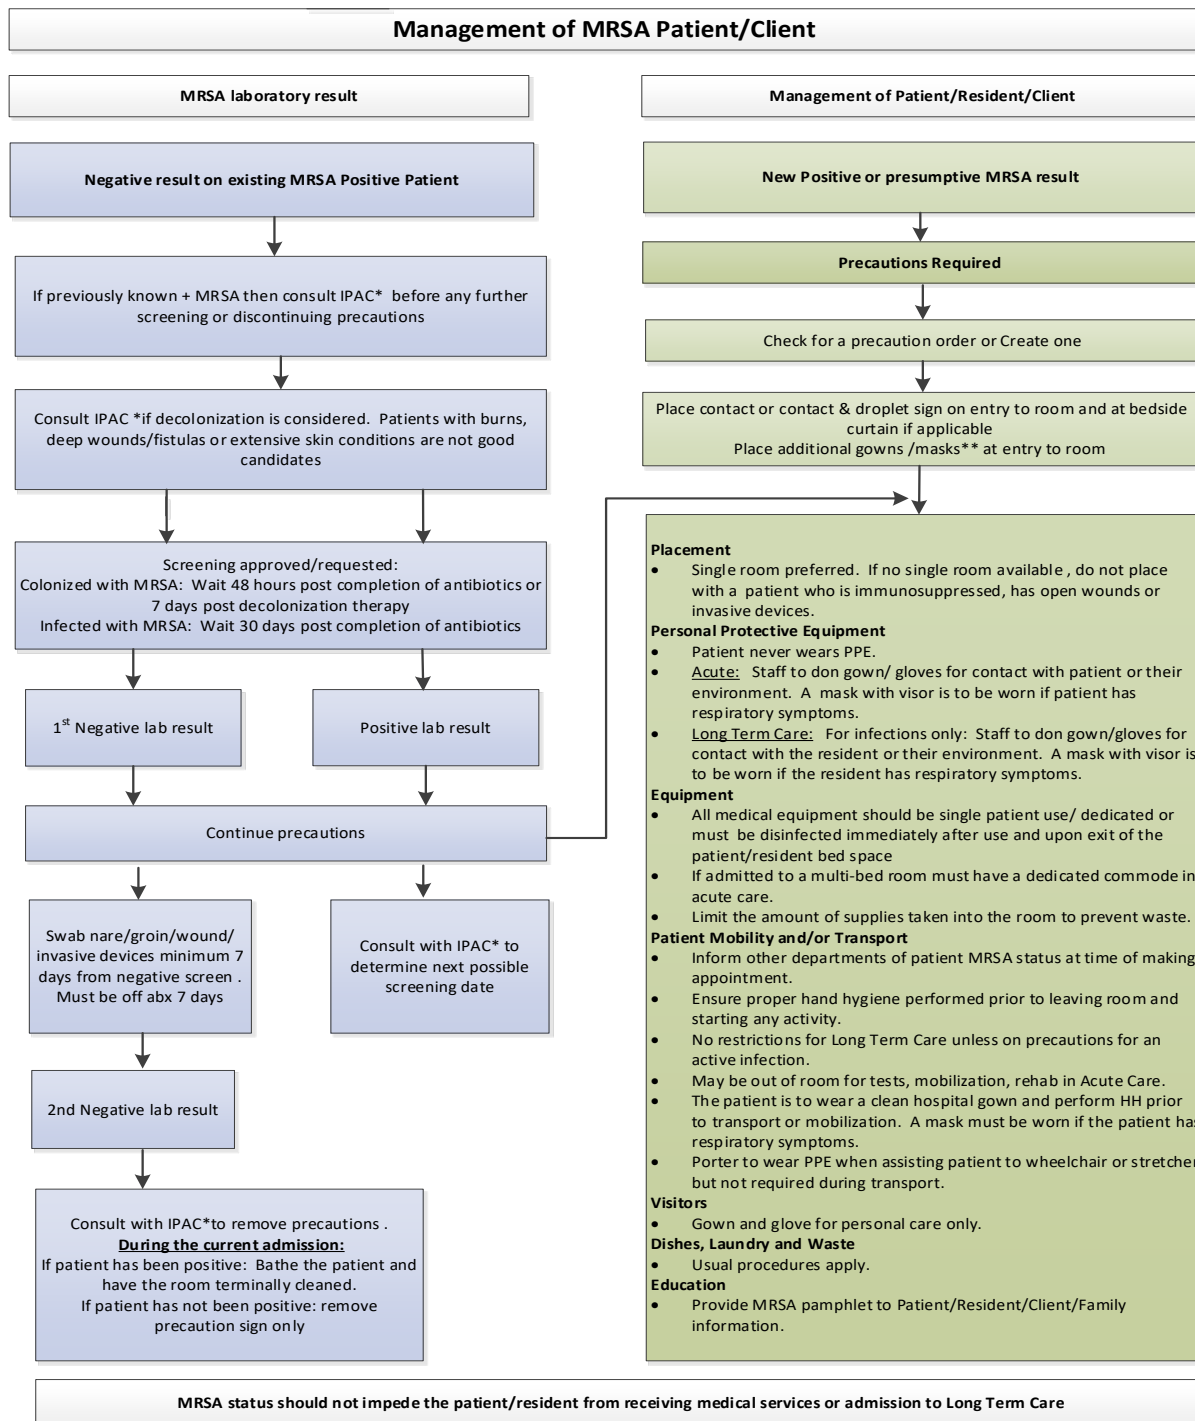 Management of MRSA Patient/Client
MRSA laboratory result
Negative result on existing MRSA Positive Patient
If previously known + MRSA then consult IPAC* before any further
screening or discontinuing precautions
Consult IPAC *if decolonization is considered. Patients with burns,
deep wounds/fistulas or extensive skin conditions are not good
candidates
Screening approved/requested:
Colonized with MRSA: Wait 48 hours post completion of antibiotics or
7 days post decolonization therapy
Infected with MRSA: Wait 30 days post completion of antibiotics
1st Negative lab result
Positive lab result
Continue precautions
Swab nare/groin/wound/
invasive devices minimum 7
days from negative screen .
Must be off abx 7 days
Consult with IPAC* to
determine next possible
screening date
2nd Negative lab result
Consult with IPAC*to remove precautions .
During the current admission:
If patient has been positive: Bathe the patient and
have the room terminally cleaned.
If patient has not been positive: remove
precaution sign only
Management of Patient/Resident/Client
New Positive or presumptive MRSA result
Precautions Required
Check for a precaution order or Create one
Place contact or contact & droplet sign on entry to room and at bedside
curtain if applicable
Place additional gowns /masks** at entry to room
Placement
• Single room preferred. If no single room available , do not place
with a patient who is immunosuppressed, has open wounds or
invasive devices.
Personal Protective Equipment
• Patient never wears PPE.
• Acute: Staff to don gown/ gloves for contact with patient or their
environment. A mask with visor is to be worn if patient has
respiratory symptoms.
• Long Term Care: For infections only: Staff to don gown/gloves for
contact with the resident or their environment. A mask with visor is
to be worn if the resident has respiratory symptoms.
Equipment
• All medical equipment should be single patient use/ dedicated or
must be disinfected immediately after use and upon exit of the
patient/resident bed space
• If admitted to a multi-bed room must have a dedicated commode in
acute care.
• Limit the amount of supplies taken into the room to prevent waste.
Patient Mobility and/or Transport
• Inform other departments of patient MRSA status at time of making
appointment.
• Ensure proper hand hygiene performed prior to leaving room and
starting any activity.
• No restrictions for Long Term Care unless on precautions for an
active infection.
• May be out of room for tests, mobilization, rehab in Acute Care.
• The patient is to wear a clean hospital gown and perform HH prior
to transport or mobilization. A mask must be worn if the patient has
respiratory symptoms.
• Porter to wear PPE when assisting patient to wheelchair or stretcher
but not required during transport.
Visitors
• Gown and glove for personal care only.
Dishes, Laundry and Waste
• Usual procedures apply.
Education
• Provide MRSA pamphlet to Patient/Resident/Client/Family
information.
MRSA status should not impede the patient/resident from receiving medical services or admission to Long Term Care